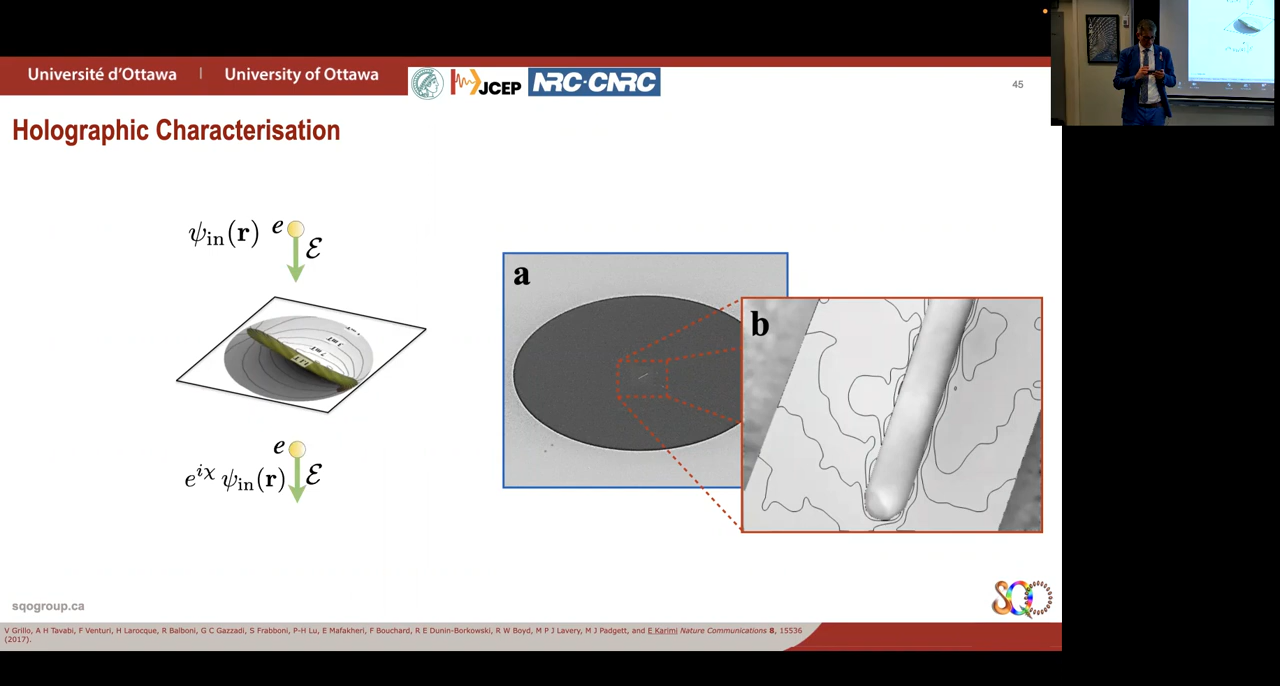 Université d'Ottawa | University of Ottawa
JCEP NRC·CNRC
45
Holographic Characterisation
ψin(r) e
ℰ
a
b
e
e^{iχ} ψin(r) ℰ
sqogroup.ca
SQO
V Grillo, A H Tavabi, F Venturi, H Larocque, R Balboni, G C Gazzadi, S Frabboni, P-H Lu, E Mafakheri, F Bouchard, R E Dunin-Borkowski, R W Boyd, M P J Lavery, M J Padgett, and E Karimi Nature Communications 8, 15536
(2017).